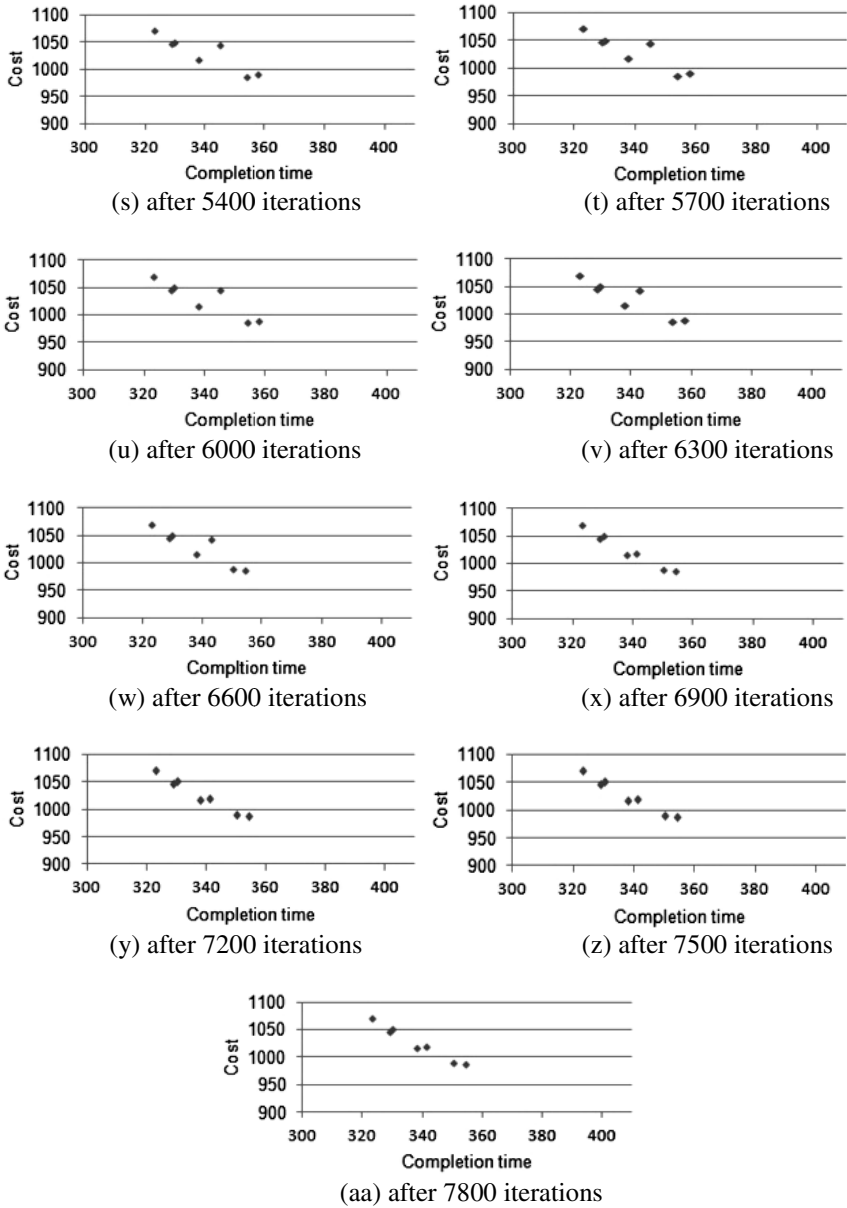 1100
1050
1000
950
900
Cost
300 320 340 360 380 400
Completion time
(s) after 5400 iterations
1100
1050
1000
950
900
Cost
300 320 340 360 380 400
Completion time
(t) after 5700 iterations
1100
1050
1000
950
900
Cost
300 320 340 360 380 400
Completion time
(u) after 6000 iterations
1100
1050
1000
950
900
Cost
300 320 340 360 380 400
Completion time
(v) after 6300 iterations
1100
1050
1000
950
900
Cost
300 320 340 360 380 400
Compltion time
(w) after 6600 iterations
1100
1050
1000
950
900
Cost
300 320 340 360 380 400
Completion time
(x) after 6900 iterations
1100
1050
1000
950
900
Cost
300 320 340 360 380 400
Completion time
(y) after 7200 iterations
1100
1050
1000
950
900
Cost
300 320 340 360 380 400
Completion time
(z) after 7500 iterations
1100
1050
1000
950
900
Cost
300 320 340 360 380 400
Completion time
(aa) after 7800 iterations